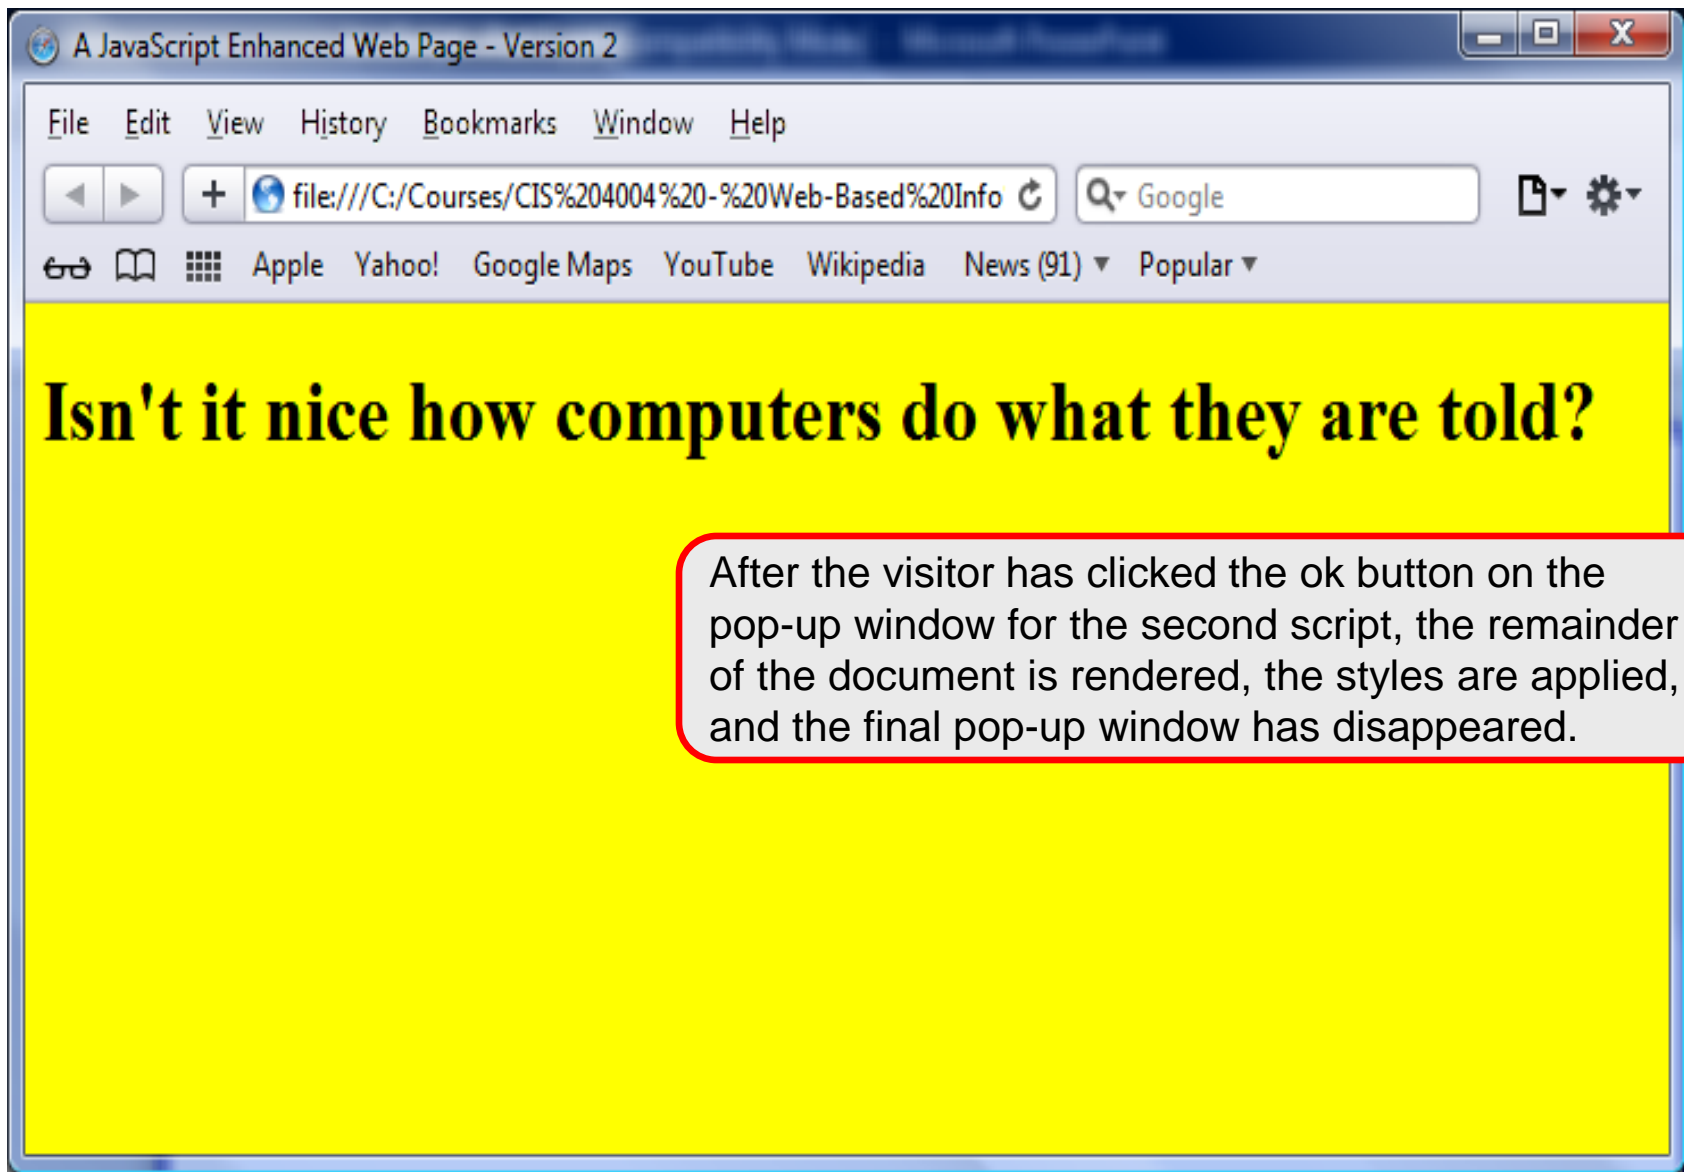 A JavaScript Enhanced Web Page - Version 2
File Edit View History Bookmarks Window Help
file:///C:/Courses/CIS%204004%20-%20Web-Based%20Info Google
Apple Yahoo! Google Maps YouTube Wikipedia News (91) Popular
Isn't it nice how computers do what they are told?
After the visitor has clicked the ok button on the
pop-up window for the second script, the remainder
of the document is rendered, the styles are applied,
and the final pop-up window has disappeared.